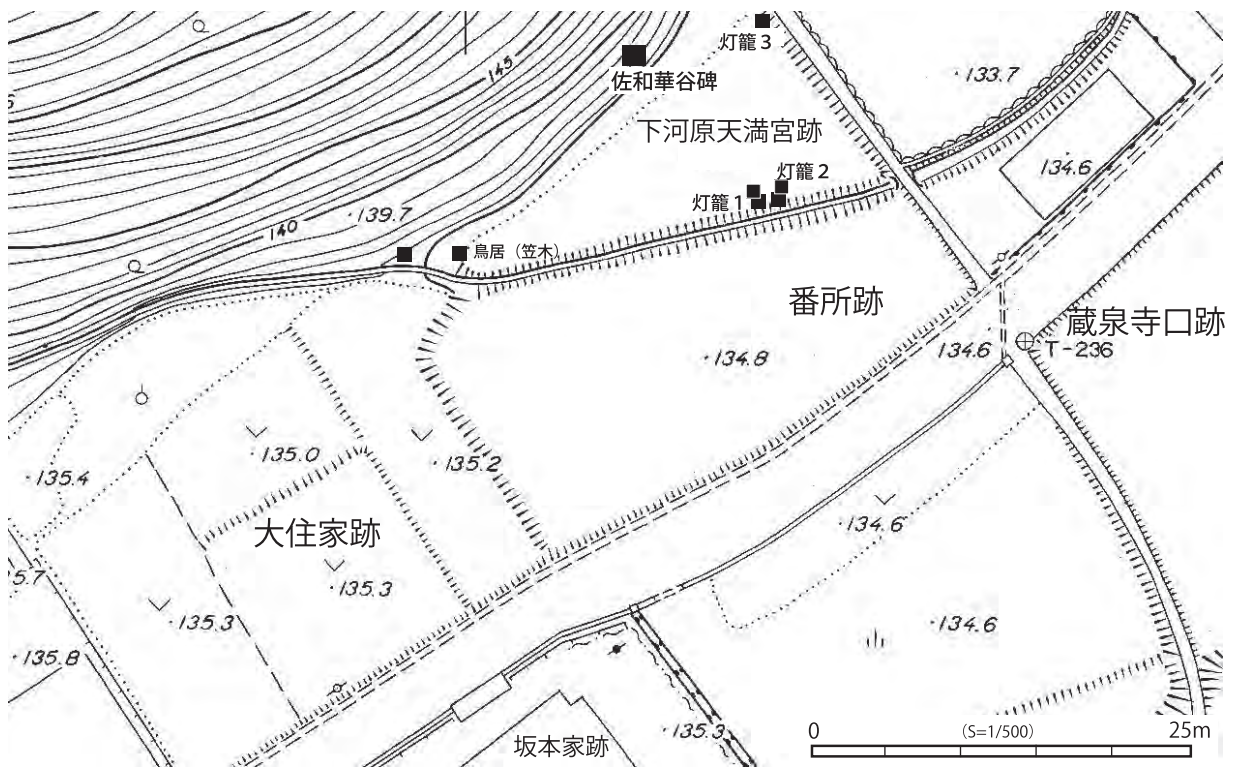 灯籠3
145
佐和華谷碑
133.7
下河原天満宮跡
134.6
灯籠2
灯籠1
139.7
140
鳥居（笠木）
番所跡
蔵泉寺口跡
134.8
134.6
T-236
135.0
135.2
135.4
大住家跡
134.6
135.3
135.3
134.6
135.8
坂本家跡
135.3
0
(S=1/500)
25m